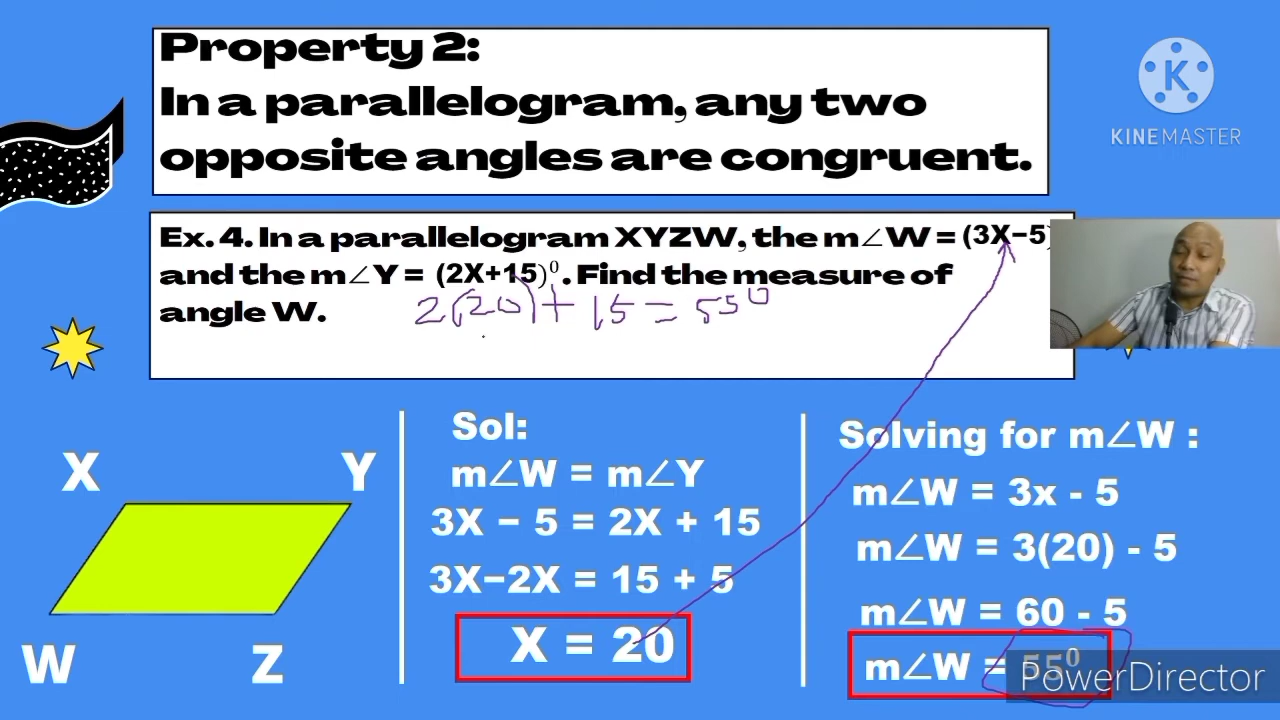 Property 2:
In a parallelogram, any two
opposite angles are congruent.
KINEMASTER
Ex. 4. In a parallelogram XYZW, the m∠W = (3X−5)
and the m∠Y = (2X+15)⁰. Find the measure of
angle W.
2(20) + 15 = 55⁰
X
Y
W
Z
Sol:
m∠W = m∠Y
3X − 5 = 2X + 15
3X−2X = 15 + 5
X = 20
Solving for m∠W :
m∠W = 3x - 5
m∠W = 3(20) - 5
m∠W = 60 - 5
m∠W = 55⁰
PowerDirector